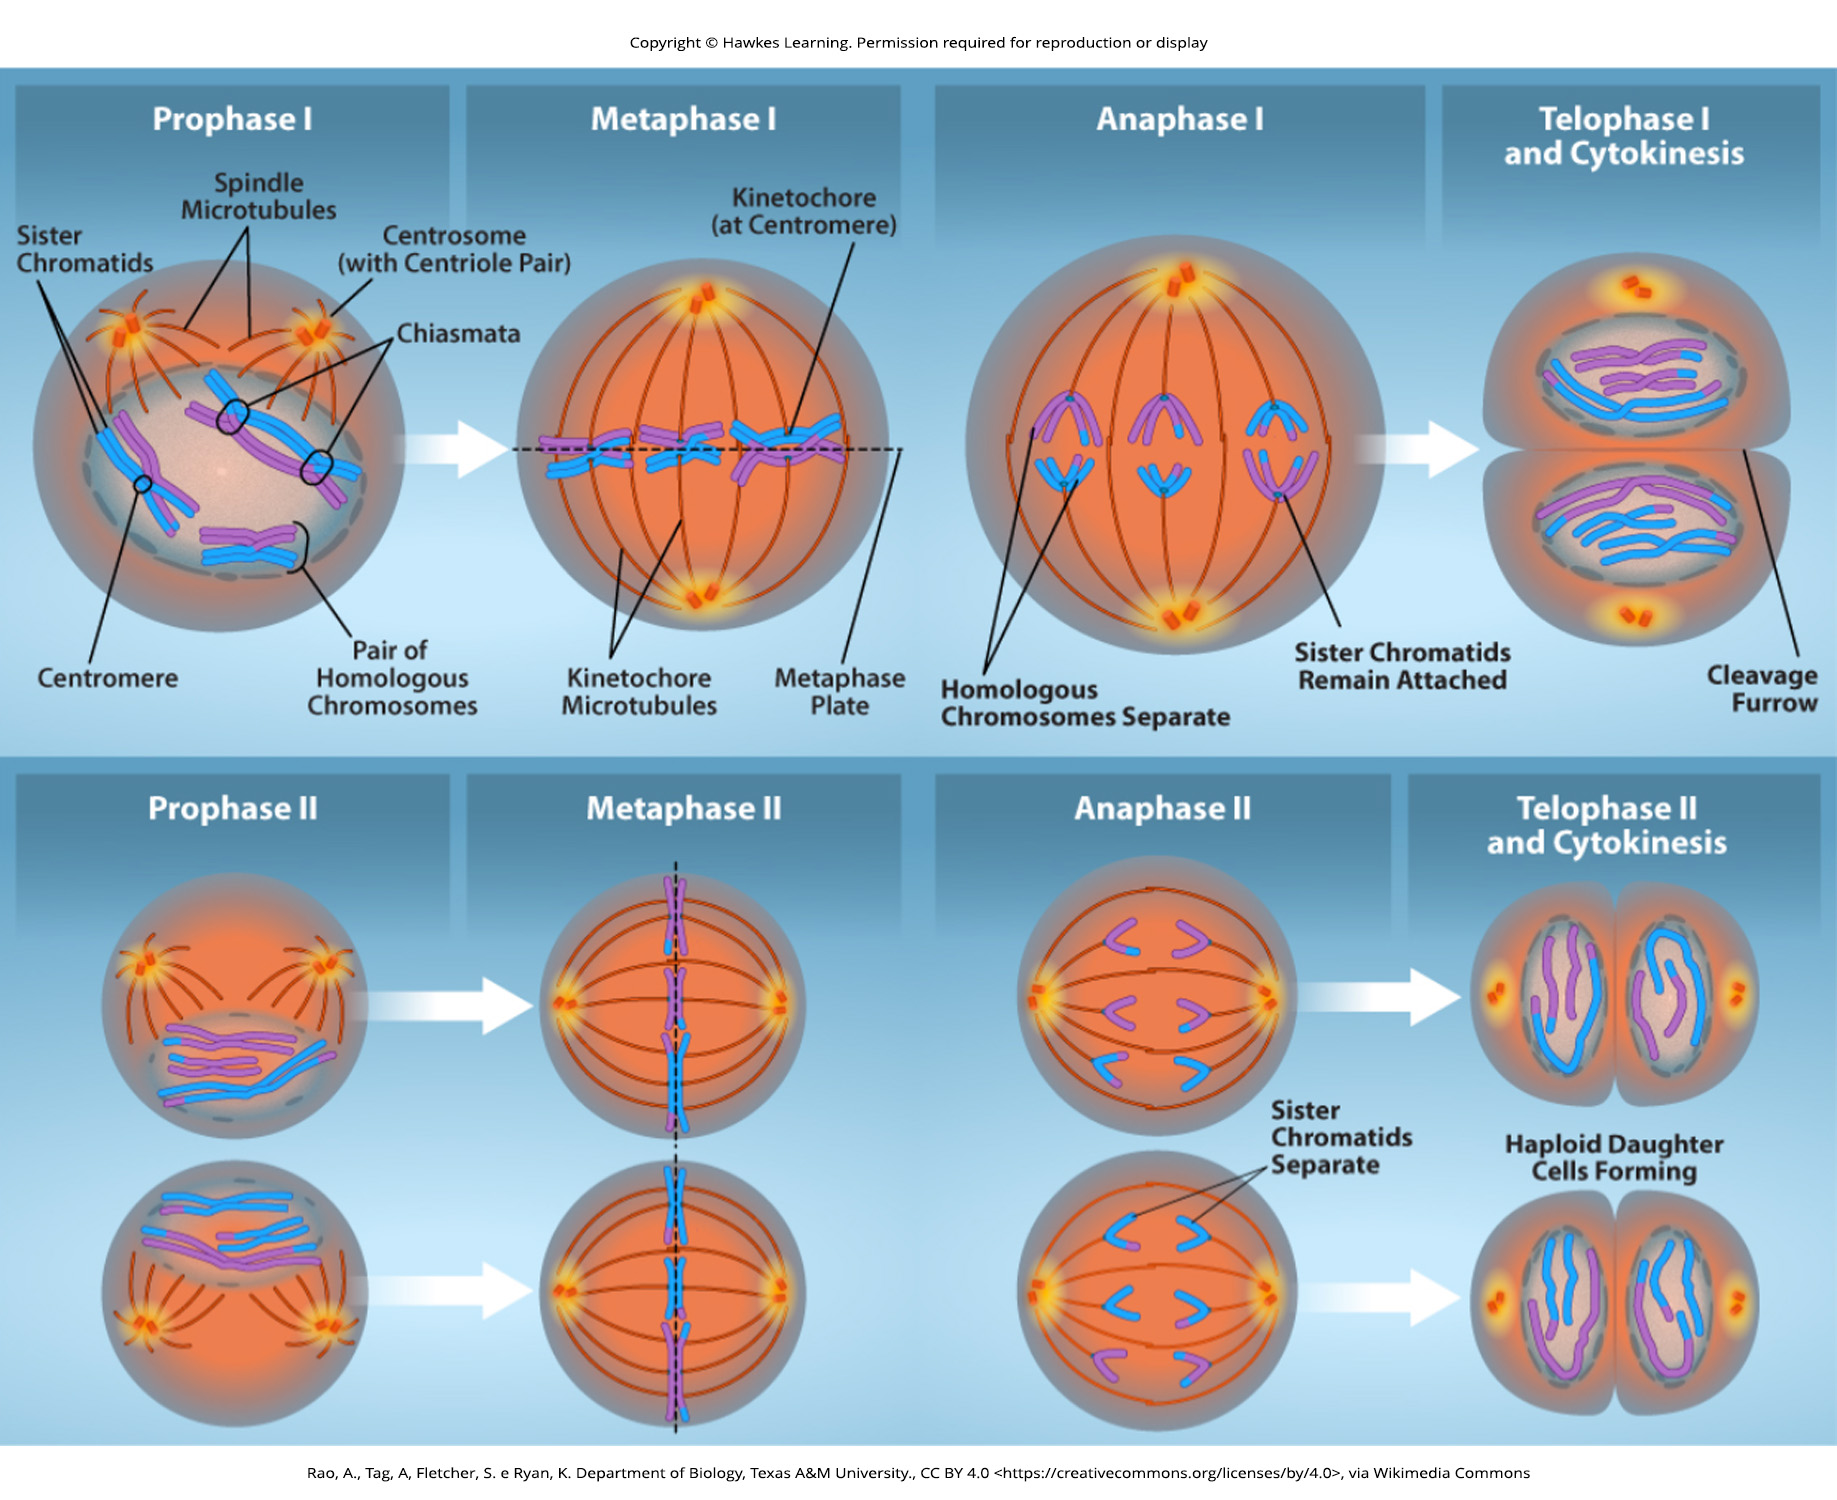 Copyright © Hawkes Learning. Permission required for reproduction or display
Prophase I
Metaphase I
Anaphase I
Telophase I
and Cytokinesis
Spindle
Microtubules
Sister
Chromatids
Centrosome
(with Centriole Pair)
Chiasmata
Centromere
Pair of
Homologous
Chromosomes
Kinetochore
(at Centromere)
Kinetochore
Microtubules
Metaphase
Plate
Homologous
Chromosomes Separate
Sister Chromatids
Remain Attached
Cleavage
Furrow
Prophase II
Metaphase II
Anaphase II
Telophase II
and Cytokinesis
Sister
Chromatids
Separate
Haploid Daughter
Cells Forming
Rao, A., Tag, A, Fletcher, S. e Ryan, K. Department of Biology, Texas A&M University., CC BY 4.0 <https://creativecommons.org/licenses/by/4.0>, via Wikimedia Commons